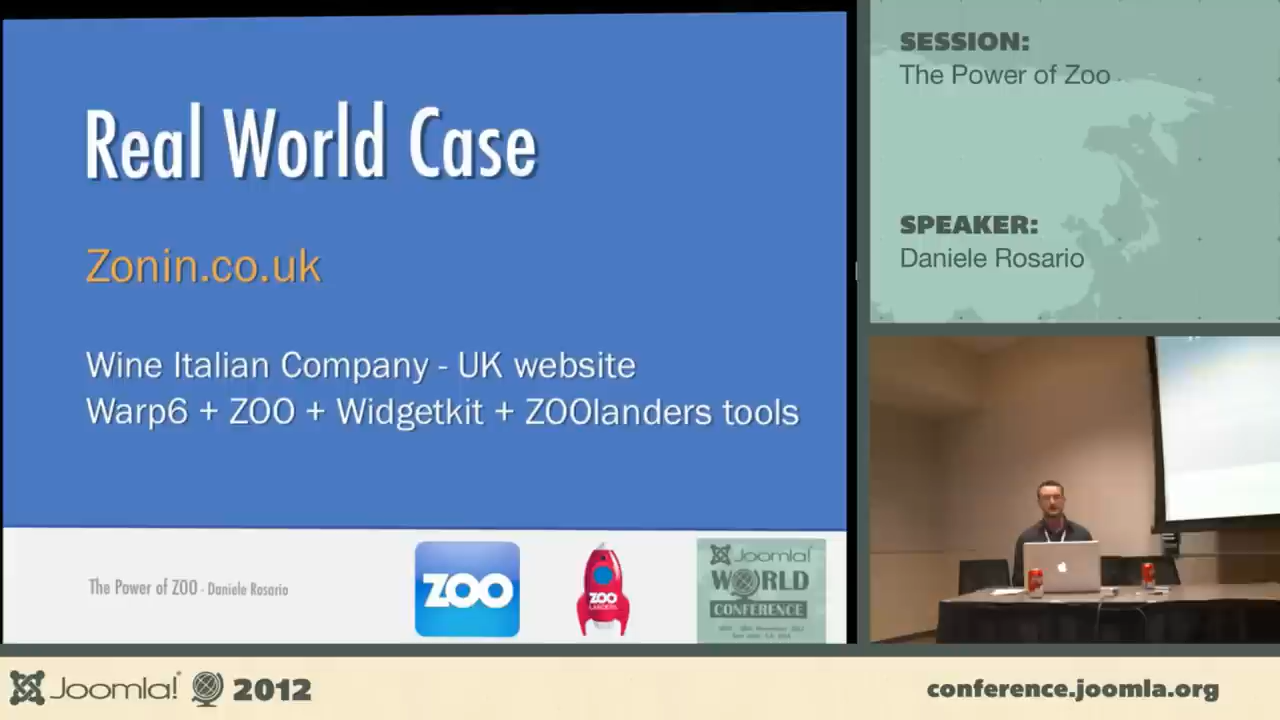 Real World Case
Zonin.co.uk
Wine Italian Company - UK website
Warp6 + ZOO + Widgetkit + ZOOlanders tools
The Power of ZOO - Daniele Rosario
ZOO
ZOO
LANDERS
Joomla!
WORLD
CONFERENCE
SESSION:
The Power of Zoo
SPEAKER:
Daniele Rosario
Joomla! 2012
conference.joomla.org